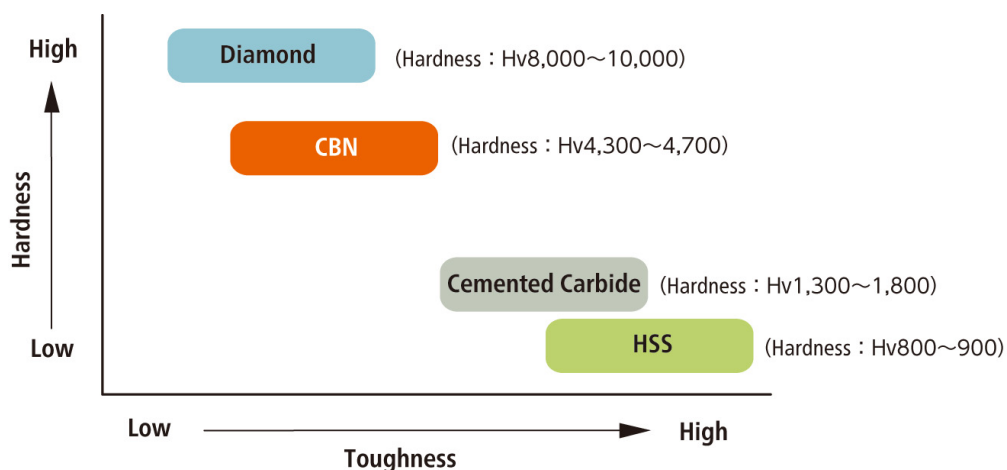 High
Diamond
(Hardness：Hv8,000～10,000)
CBN
(Hardness：Hv4,300～4,700)
Hardness
Cemented Carbide
(Hardness：Hv1,300～1,800)
Low
HSS
(Hardness：Hv800～900)
Low
High
Toughness